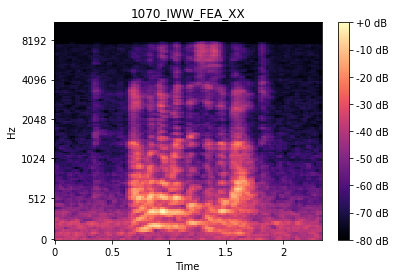 1070_IWW_FEA_XX
+0 dB
8192
-10 dB
4096
-20 dB
-30 dB
2048
Hz
-40 dB
1024
-50 dB
512
-60 dB
-70 dB
0
-80 dB
0 0.5 1 1.5 2
Time